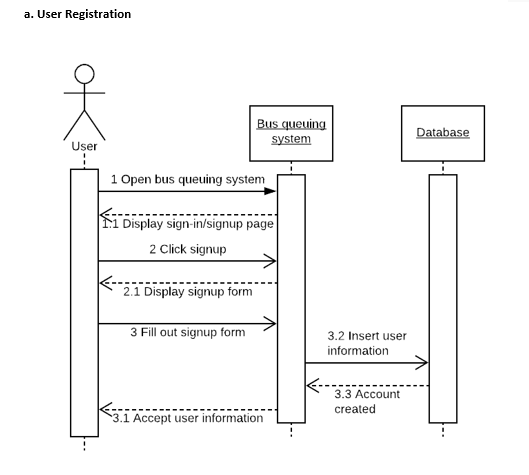 a. User Registration
User
Bus queuing
system
Database
1 Open bus queuing system
1.1 Display sign-in/signup page
2 Click signup
2.1 Display signup form
3 Fill out signup form
3.2 Insert user
information
3.3 Account
created
3.1 Accept user information